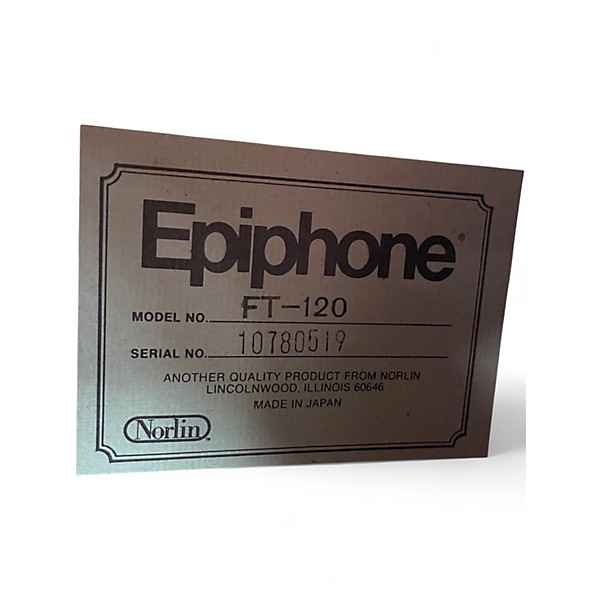 Epiphone®
MODEL NO. FT-120
SERIAL NO. 10780519
ANOTHER QUALITY PRODUCT FROM NORLIN
LINCOLNWOOD, ILLINOIS 60646
MADE IN JAPAN
Norlin™